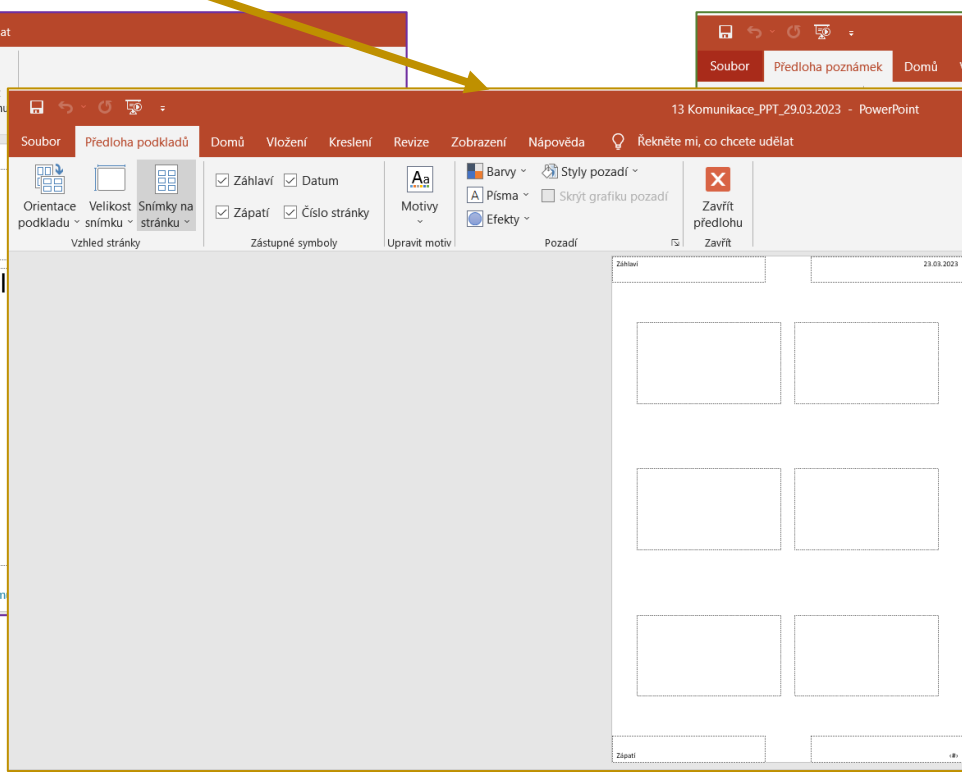 at
Soubor
Předloha poznámek
Domů
13 Komunikace_PPT_29.03.2023 - PowerPoint
Soubor
Předloha podkladů
Domů
Vložení
Kreslení
Revize
Zobrazení
Nápověda
Řekněte mi, co chcete udělat
Orientace podkladu
Velikost snímku
Snímky na stránku
Vzhled stránky
Záhlaví
Datum
Zápatí
Číslo stránky
Zástupné symboly
Aa
Motivy
Upravit motiv
Barvy
Styly pozadí
A Písma
Skrýt grafiku pozadí
Efekty
Pozadí
Zavřít předlohu
Zavřít
Záhlaví
23.03.2023
Zápatí
‹#›